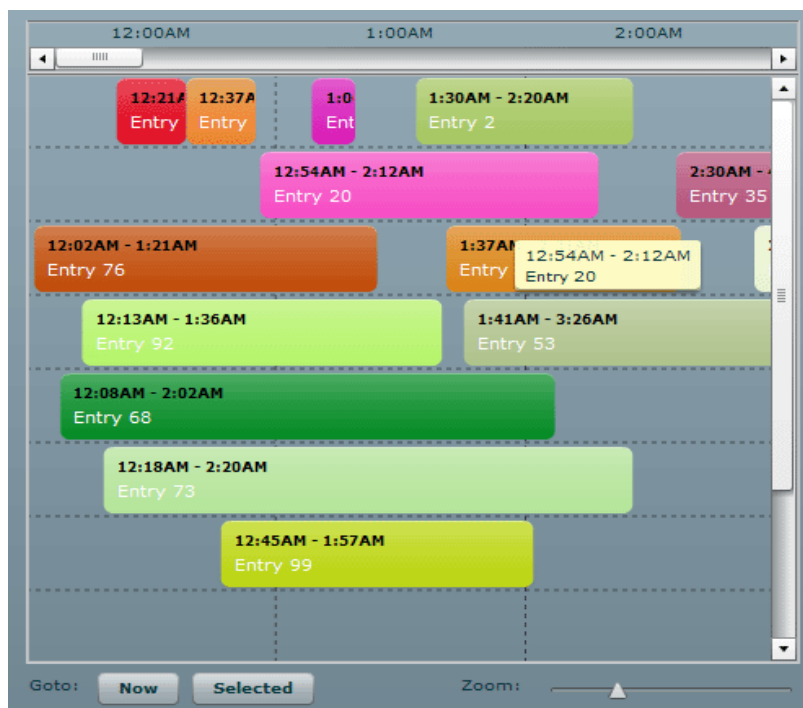 12:00AM 1:00AM 2:00AM
12:21A 12:37A 1:0 1:30AM - 2:20AM
Entry Entry Ent Entry 2
12:54AM - 2:12AM 2:30AM -
Entry 20 Entry 35
12:02AM - 1:21AM 1:37AM
Entry 76 Entry
12:54AM - 2:12AM
Entry 20
12:13AM - 1:36AM 1:41AM - 3:26AM
Entry 92 Entry 53
12:08AM - 2:02AM
Entry 68
12:18AM - 2:20AM
Entry 73
12:45AM - 1:57AM
Entry 99
Goto: Now Selected Zoom: